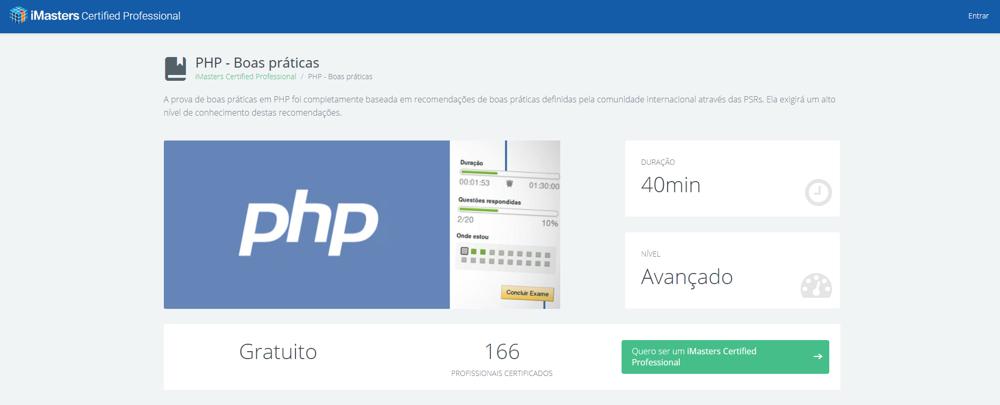 iMasters Certified Professional
Entrar
PHP - Boas práticas
iMasters Certified Professional / PHP - Boas práticas
A prova de boas práticas em PHP foi completamente baseada em recomendações de boas práticas definidas pela comunidade internacional através das PSRs. Ela exigirá um alto
nível de conhecimento destas recomendações.
php
Duração
00:01:53 01:30:00
Questões respondidas
2/20 10%
Onde estou
Concluir Exame
DURAÇÃO
40min
NÍVEL
Avançado
Gratuito
166
PROFISSIONAIS CERTIFICADOS
Quero ser um iMasters Certified
Professional